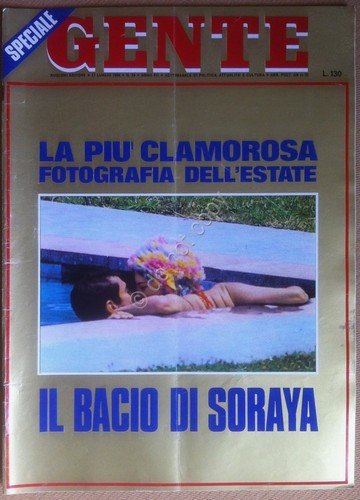 SPECIALE
GENTE
L. 130
LA PIU' CLAMOROSA
FOTOGRAFIA DELL'ESTATE
IL BACIO DI SORAYA